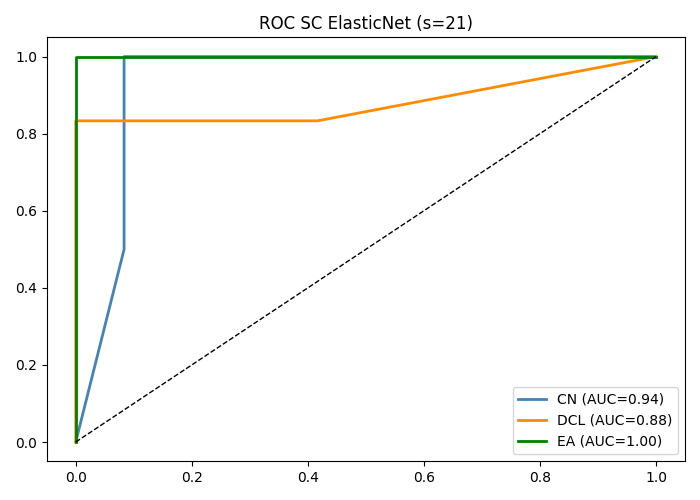 ROC SC ElasticNet (s=21)
1.0
0.8
0.6
0.4
0.2
0.0
0.0 0.2 0.4 0.6 0.8 1.0
CN (AUC=0.94)
DCL (AUC=0.88)
EA (AUC=1.00)